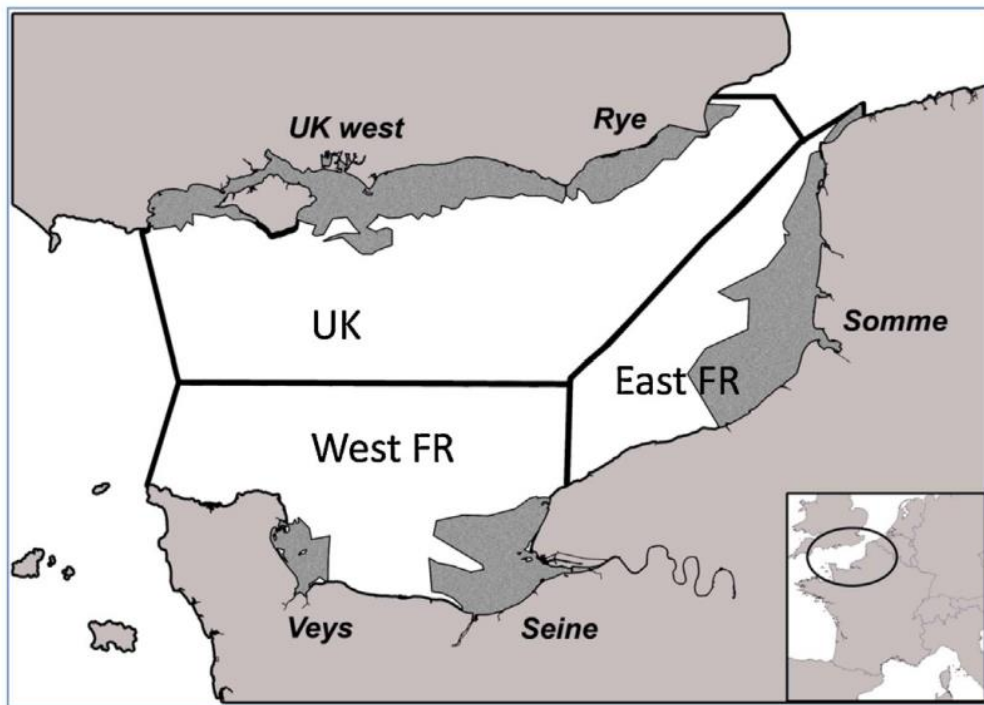 UK west
Rye
UK
Somme
East FR
West FR
Veys
Seine